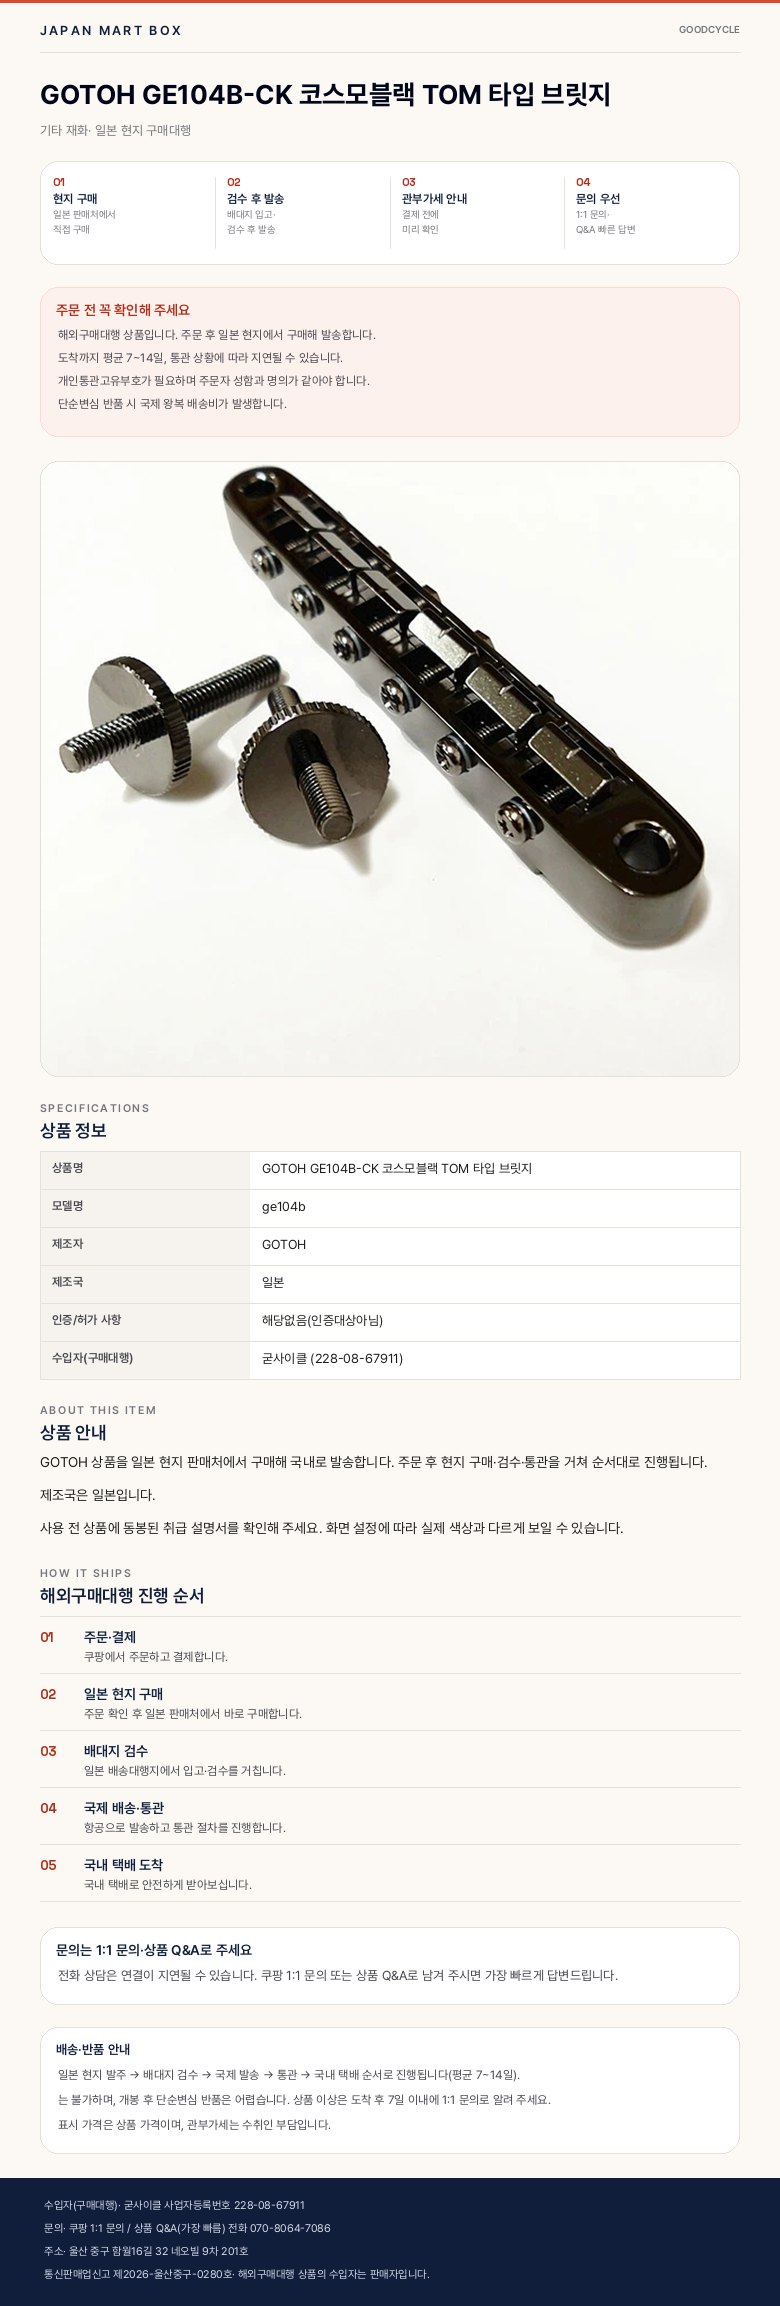 JAPAN MART BOX
GOODCYCLE
GOTOH GE104B-CK 코스모블랙 TOM 타입 브릿지
기타 재화· 일본 현지 구매대행
01
현지 구매
일본 판매처에서
직접 구매
02
검수 후 발송
배대지 입고·
검수 후 발송
03
관부가세 안내
결제 전에
미리 확인
04
문의 우선
1:1 문의·
Q&A 빠른 답변
주문 전 꼭 확인해 주세요
해외구매대행 상품입니다. 주문 후 일본 현지에서 구매해 발송합니다.
도착까지 평균 7~14일, 통관 상황에 따라 지연될 수 있습니다.
개인통관고유부호가 필요하며 주문자 성함과 명의가 같아야 합니다.
단순변심 반품 시 국제 왕복 배송비가 발생합니다.
SPECIFICATIONS
상품 정보
상품명 GOTOH GE104B-CK 코스모블랙 TOM 타입 브릿지
모델명 ge104b
제조자 GOTOH
제조국 일본
인증/허가 사항 해당없음(인증대상아님)
수입자(구매대행) 굳사이클 (228-08-67911)
ABOUT THIS ITEM
상품 안내
GOTOH 상품을 일본 현지 판매처에서 구매해 국내로 발송합니다. 주문 후 현지 구매·검수·통관을 거쳐 순서대로 진행됩니다.
제조국은 일본입니다.
사용 전 상품에 동봉된 취급 설명서를 확인해 주세요. 화면 설정에 따라 실제 색상과 다르게 보일 수 있습니다.
HOW IT SHIPS
해외구매대행 진행 순서
01 주문·결제
쿠팡에서 주문하고 결제합니다.
02 일본 현지 구매
주문 확인 후 일본 판매처에서 바로 구매합니다.
03 배대지 검수
일본 배송대행지에서 입고·검수를 거칩니다.
04 국제 배송·통관
항공으로 발송하고 통관 절차를 진행합니다.
05 국내 택배 도착
국내 택배로 안전하게 받아보십니다.
문의는 1:1 문의·상품 Q&A로 주세요
전화 상담은 연결이 지연될 수 있습니다. 쿠팡 1:1 문의 또는 상품 Q&A로 남겨 주시면 가장 빠르게 답변드립니다.
배송·반품 안내
일본 현지 발주 → 배대지 검수 → 국제 발송 → 통관 → 국내 택배 순서로 진행됩니다(평균 7~14일).
는 불가하며, 개봉 후 단순변심 반품은 어렵습니다. 상품 이상은 도착 후 7일 이내에 1:1 문의로 알려 주세요.
표시 가격은 상품 가격이며, 관부가세는 수취인 부담입니다.
수입자(구매대행)· 굳사이클 사업자등록번호 228-08-67911
문의· 쿠팡 1:1 문의 / 상품 Q&A(가장 빠름) 전화 070-8064-7086
주소· 울산 중구 함월16길 32 네오빌 9차 201호
통신판매업신고 제2026-울산중구-0280호· 해외구매대행 상품의 수입자는 판매자입니다.